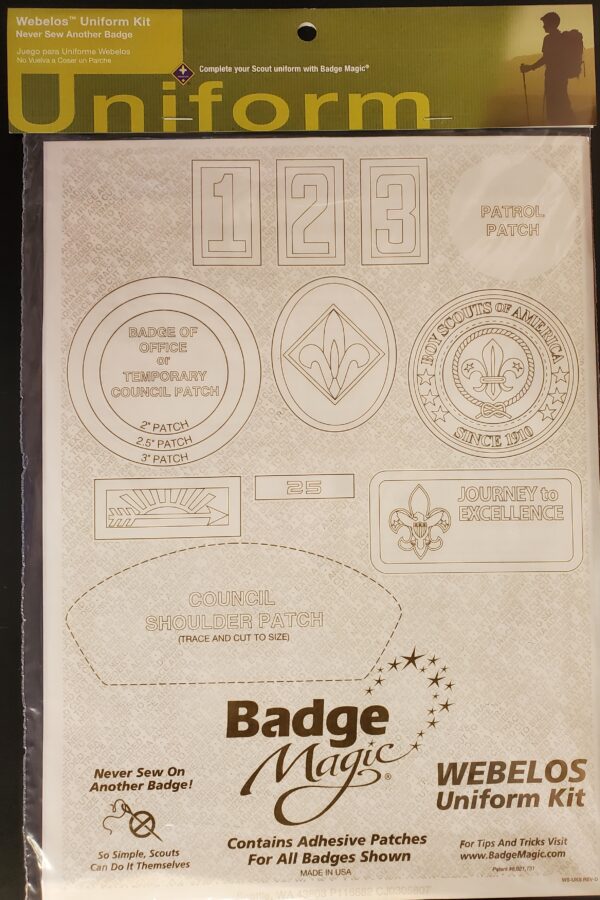 Webelos™ Uniform Kit
Never Sew Another Badge
Juego para Uniforme Webelos
No Vuelva a Coser un Parche
Complete your Scout uniform with Badge Magic®
Uniform
1 2 3
PATROL
PATCH
BADGE OF
OFFICE
or
TEMPORARY
COUNCIL PATCH
2" PATCH
2.5" PATCH
3" PATCH
BOY SCOUTS OF AMERICA
SINCE 1910
25
JOURNEY to
EXCELLENCE
COUNCIL
SHOULDER PATCH
(TRACE AND CUT TO SIZE)
Badge
Magic®
Never Sew On
Another Badge!
So Simple, Scouts
Can Do It Themselves
Contains Adhesive Patches
For All Badges Shown
MADE IN USA
WEBELOS
Uniform Kit
For Tips And Tricks Visit
www.BadgeMagic.com